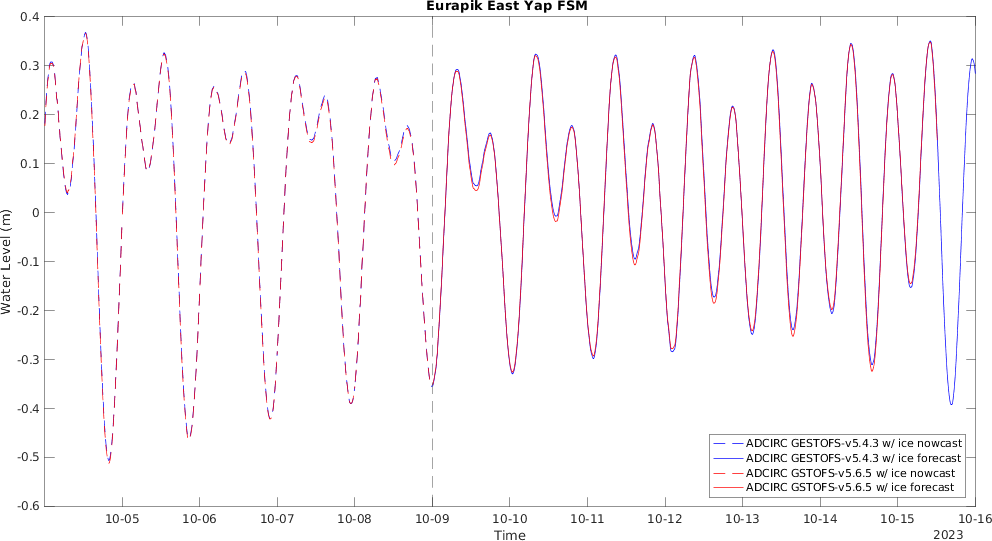 Eurapik East Yap FSM
0.4
0.3
0.2
0.1
0
-0.1
-0.2
-0.3
-0.4
-0.5
-0.6
Water Level (m)
ADCIRC GESTOFS-v5.4.3 w/ ice nowcast
ADCIRC GESTOFS-v5.4.3 w/ ice forecast
ADCIRC GSTOFS-v5.6.5 w/ ice nowcast
ADCIRC GSTOFS-v5.6.5 w/ ice forecast
10-05 10-06 10-07 10-08 10-09 10-10 10-11 10-12 10-13 10-14 10-15 10-16
Time
2023